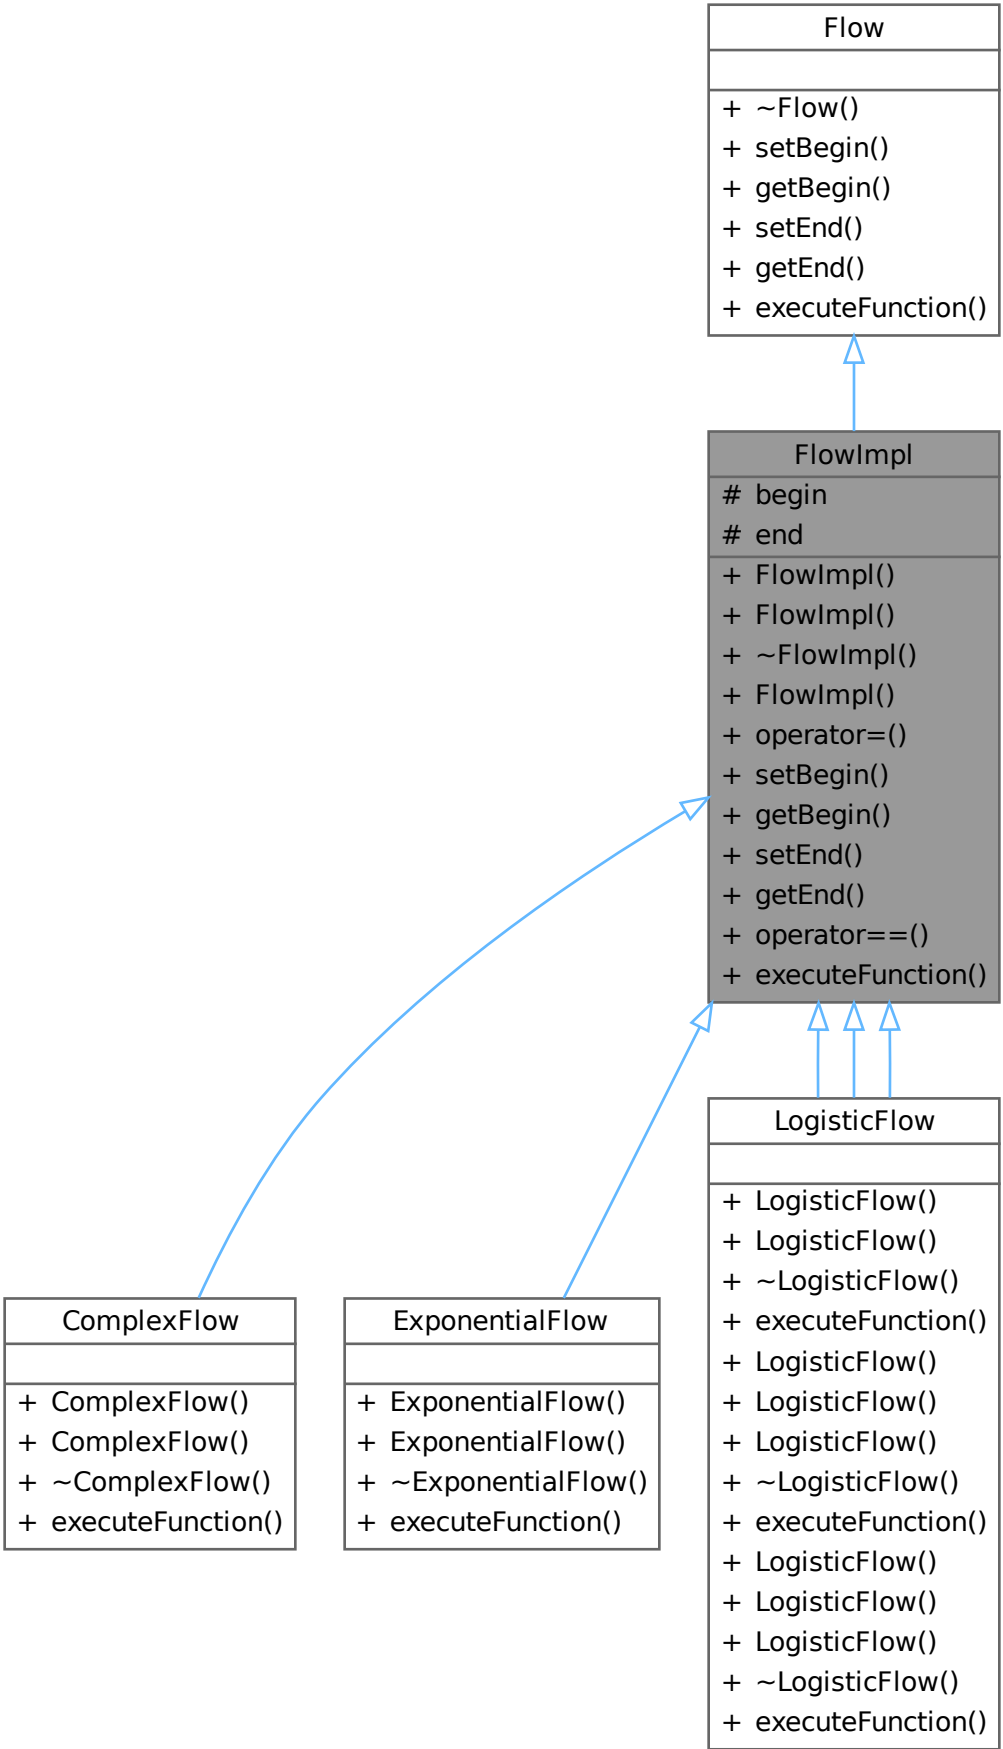 Flow
+ ~Flow()
+ setBegin()
+ getBegin()
+ setEnd()
+ getEnd()
+ executeFunction()
FlowImpl
# begin
# end
+ FlowImpl()
+ FlowImpl()
+ ~FlowImpl()
+ FlowImpl()
+ operator=()
+ setBegin()
+ getBegin()
+ setEnd()
+ getEnd()
+ operator==()
+ executeFunction()
ComplexFlow
+ ComplexFlow()
+ ComplexFlow()
+ ~ComplexFlow()
+ executeFunction()
ExponentialFlow
+ ExponentialFlow()
+ ExponentialFlow()
+ ~ExponentialFlow()
+ executeFunction()
LogisticFlow
+ LogisticFlow()
+ LogisticFlow()
+ ~LogisticFlow()
+ executeFunction()
+ LogisticFlow()
+ LogisticFlow()
+ LogisticFlow()
+ ~LogisticFlow()
+ executeFunction()
+ LogisticFlow()
+ LogisticFlow()
+ LogisticFlow()
+ ~LogisticFlow()
+ executeFunction()